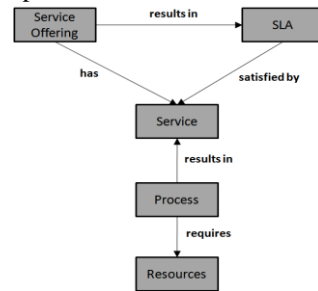 Service
Offering
results in
SLA
has
satisfied by
Service
results in
Process
requires
Resources